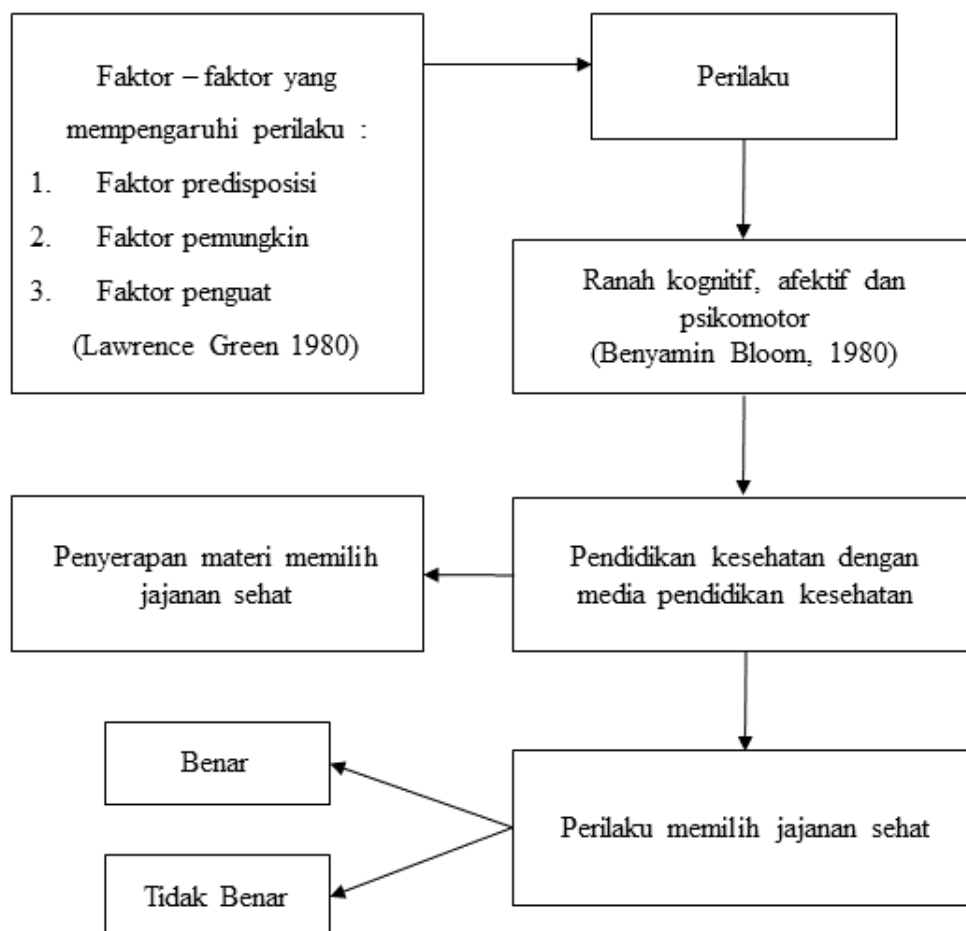 Faktor – faktor yang
mempengaruhi perilaku :
1. Faktor predisposisi
2. Faktor pemungkin
3. Faktor penguat
(Lawrence Green 1980)
Perilaku
Ranah kognitif, afektif dan
psikomotor
(Benyamin Bloom, 1980)
Penyerapan materi memilih
jajanan sehat
Pendidikan kesehatan dengan
media pendidikan kesehatan
Benar
Tidak Benar
Perilaku memilih jajanan sehat